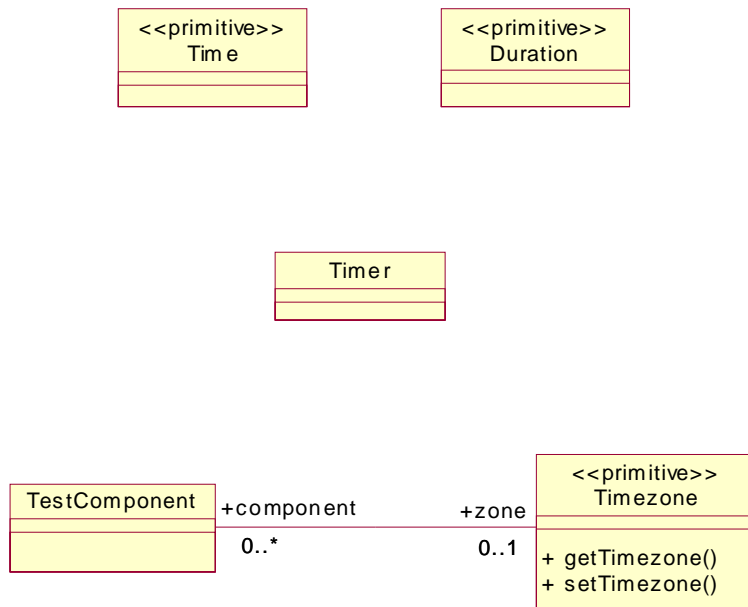 <<primitive>>
Time
<<primitive>>
Duration
Timer
TestComponent
+component
0..*
+zone
0..1
<<primitive>>
Timezone
+ getTimezone()
+ setTimezone()